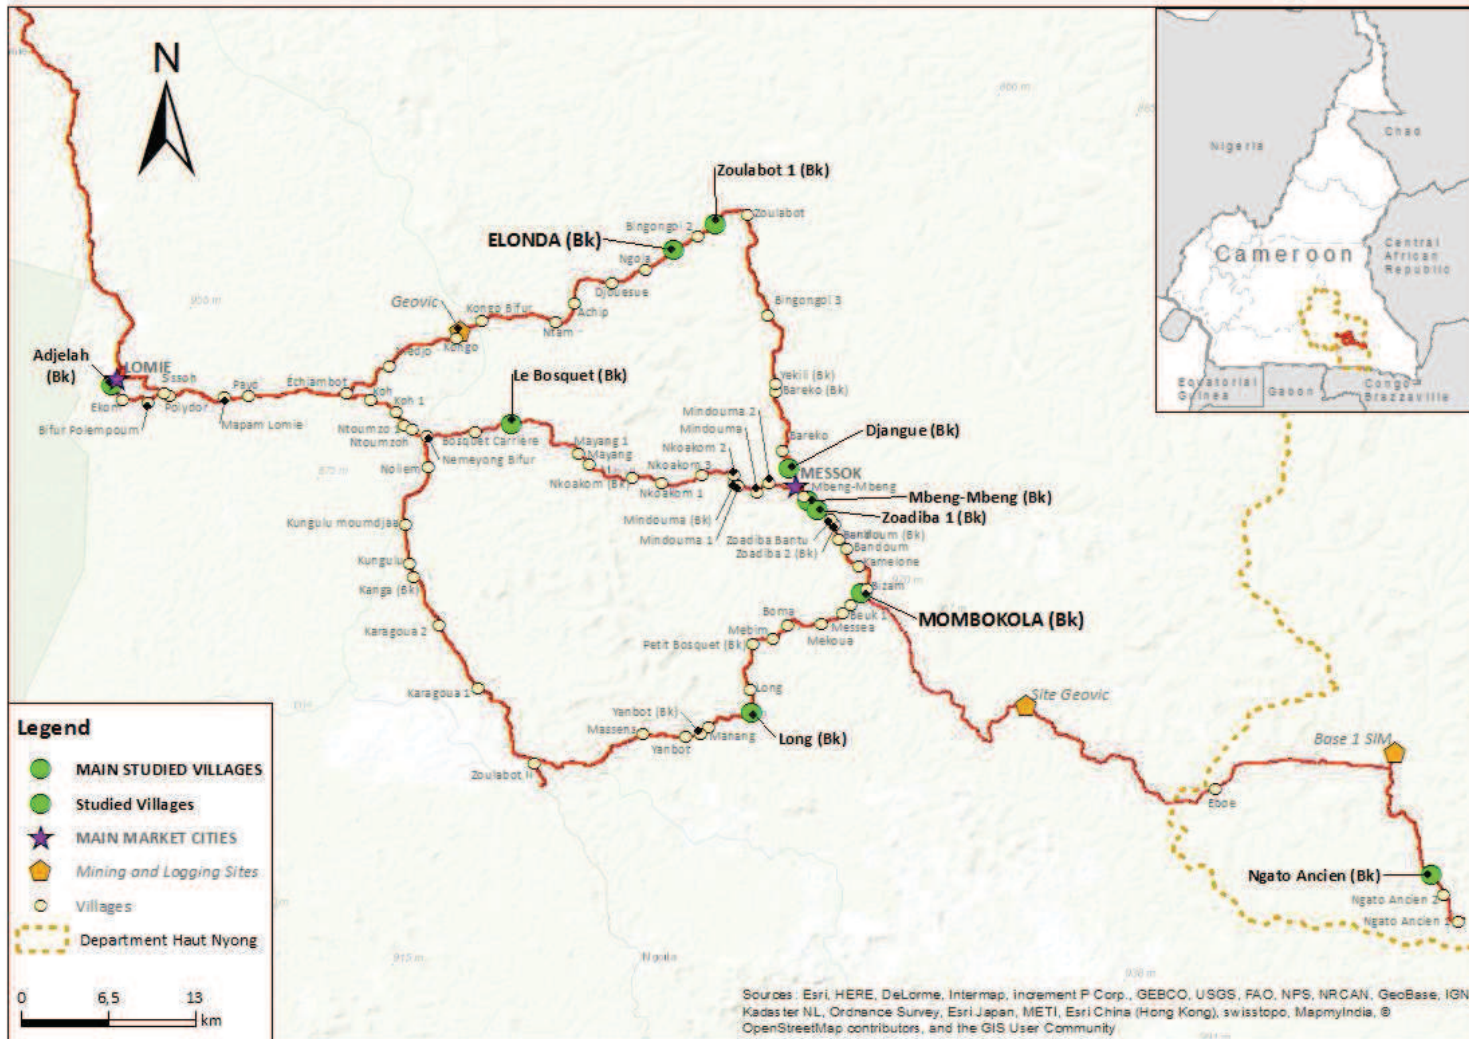 N
Zoulabot 1 (Bk)
Zoulabot
Bingongol 2
ELONDA (Bk)
Ngola
Djouesue
Bingongol 3
Geovic
Kongo Bifur
Achip
Ntam
Kongo
Adjelah
(Bk)
LOMIE
Sissoh
Payo
Echiambot
Le Bosquet (Bk)
Yekili (Bk)
Bareko (Bk)
Ekom
Polydor
Koh
Koh 1
Bifur Polempoum
Mapam Lomie
Ntoumzo 1
Ntoumzoh
Bosquet Carriere
Nemeyong Bifur
Noliem
Mayang 1
Mayang
Mindouma 2
Mindouma
Nkoakom 2
Nkoakom 3
Nkoakom (Bk)
Nkoakom 1
Mindouma (Bk)
Mindouma 1
Bareko
Djangue (Bk)
MESSOK
Mbeng-Mbeng
Mbeng-Mbeng (Bk)
Zoadiba 1 (Bk)
Zoadiba Bantu
Zoadiba 2 (Bk)
Bandoum (Bk)
Bandoum
Kamelone
Bizam
Kungulu moumdjaa
Kungulu
Kanga (Bk)
Karagoua 2
Karagoua 1
Zoulabot II
MOMBOKOLA (Bk)
Beuk 1
Messea
Mekoua
Boma
Mebim
Petit Bosquet (Bk)
Long
Long (Bk)
Yanbot (Bk)
Massena
Yanbot
Manang
Site Geovic
Base 1 SIM
Eboe
Ngato Ancien (Bk)
Ngato Ancien 2
Ngato Ancien 1
Ngoila
Nigeria
Chad
Cameroon
Central
African
Republic
Equatorial
Guinea
Gabon
Congo-
Brazzaville
Legend
MAIN STUDIED VILLAGES
Studied Villages
MAIN MARKET CITIES
Mining and Logging Sites
Villages
Department Haut Nyong
0 6,5 13
km
Sources: Esri, HERE, DeLorme, Intermap, increment P Corp., GEBCO, USGS, FAO, NPS, NRCAN, GeoBase, IGN,
Kadaster NL, Ordnance Survey, Esri Japan, METI, Esri China (Hong Kong), swisstopo, MapmyIndia, ©
OpenStreetMap contributors, and the GIS User Community